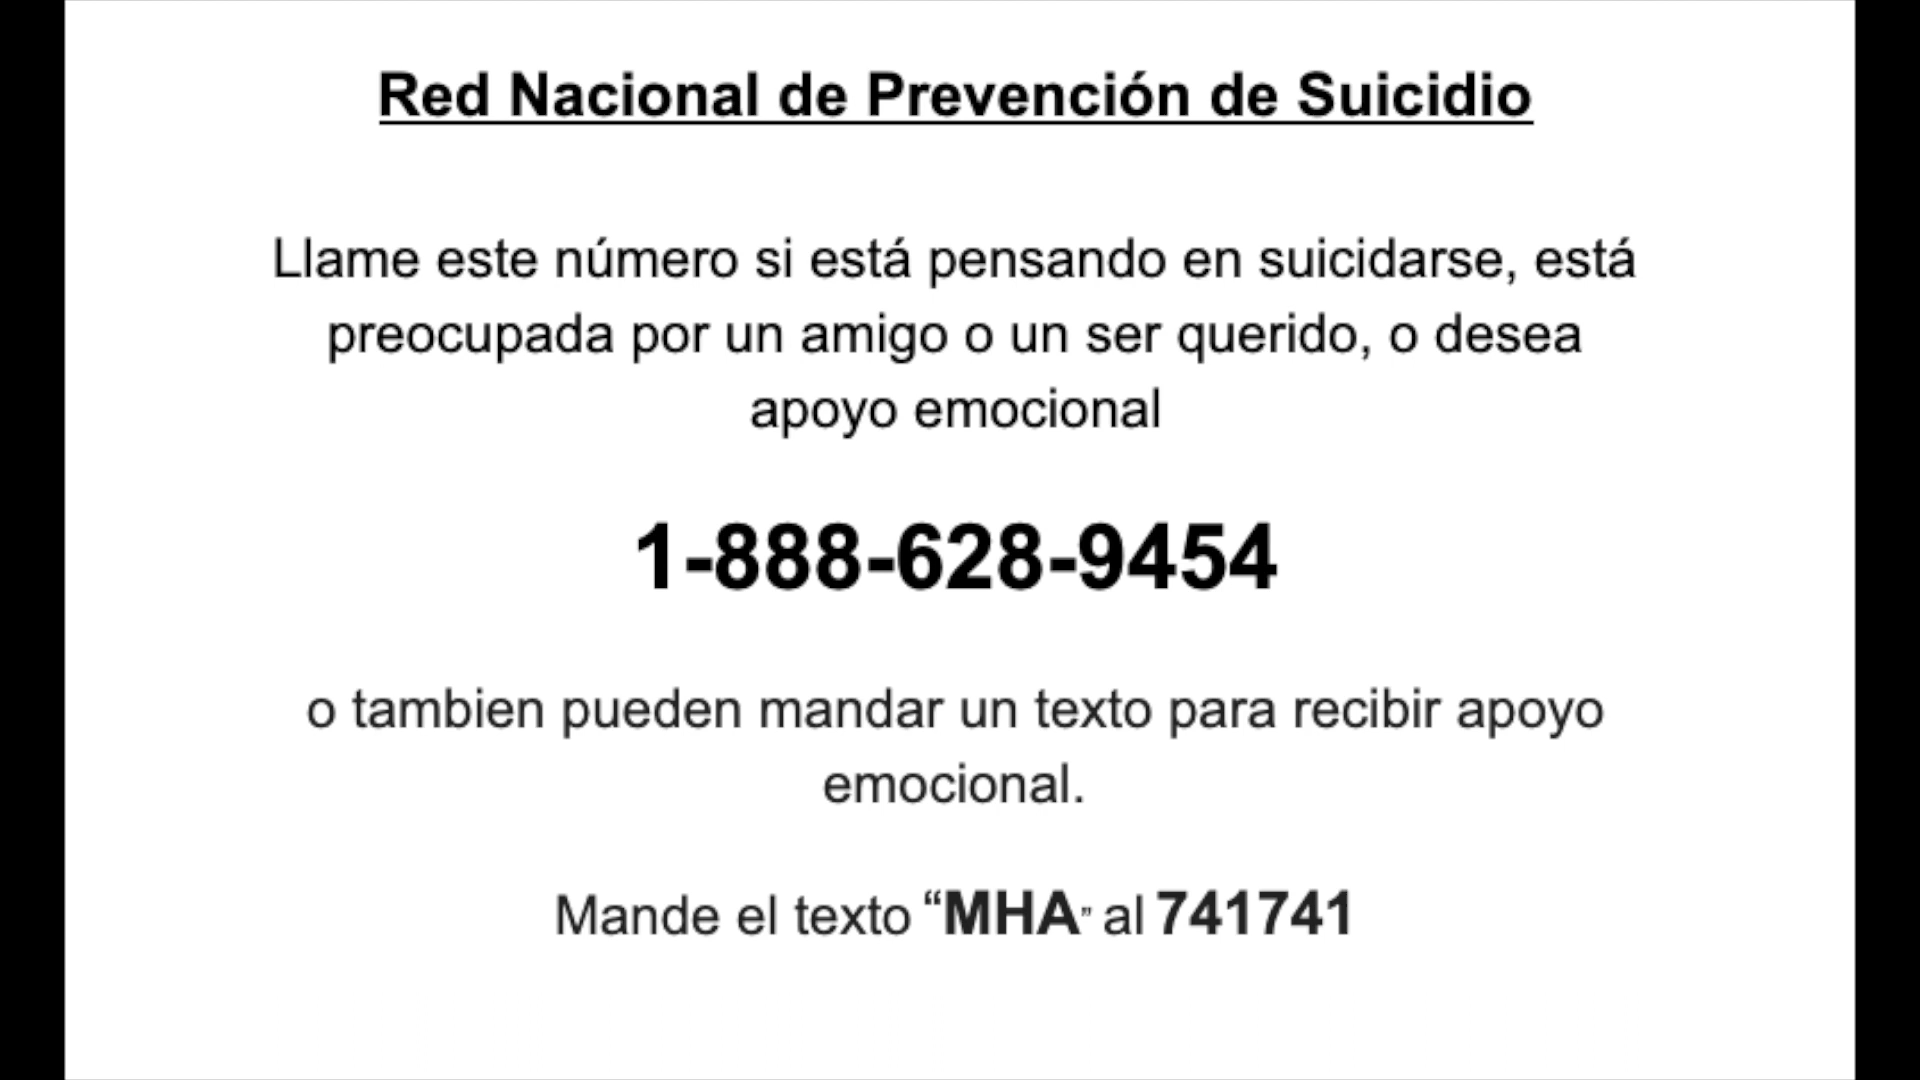 Red Nacional de Prevención de Suicidio
Llame este número si está pensando en suicidarse, está
preocupada por un amigo o un ser querido, o desea
apoyo emocional
1-888-628-9454
o tambien pueden mandar un texto para recibir apoyo
emocional.
Mande el texto “MHA” al 741741